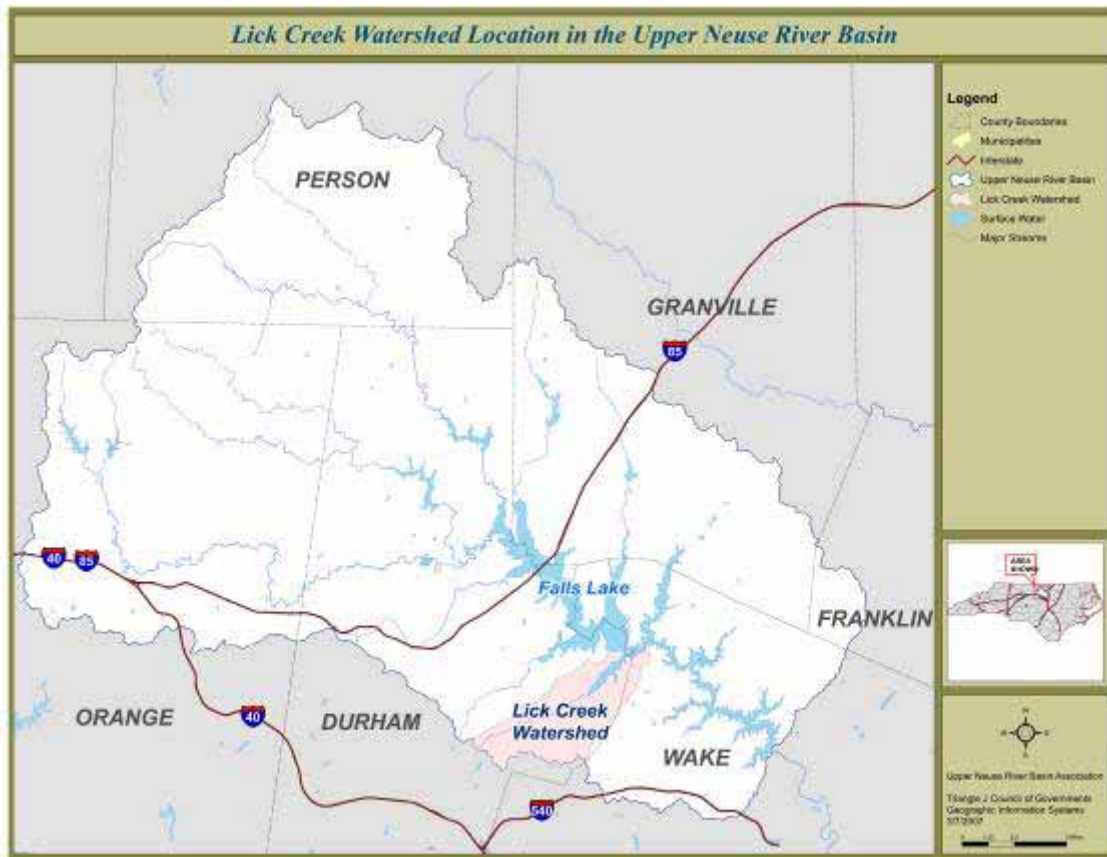 Lick Creek Watershed Location in the Upper Neuse River Basin
PERSON
GRANVILLE
85
40
85
Falls Lake
FRANKLIN
ORANGE
40
DURHAM
Lick Creek
Watershed
WAKE
540
Legend
County Boundaries
Municipalities
Interstate
Upper Neuse River Basin
Lick Creek Watershed
Surface Water
Major Streams
AREA
SHOWN
N
W
E
S
Upper Neuse River Basin Association
Triangle J Council of Governments
Geographic Information Systems